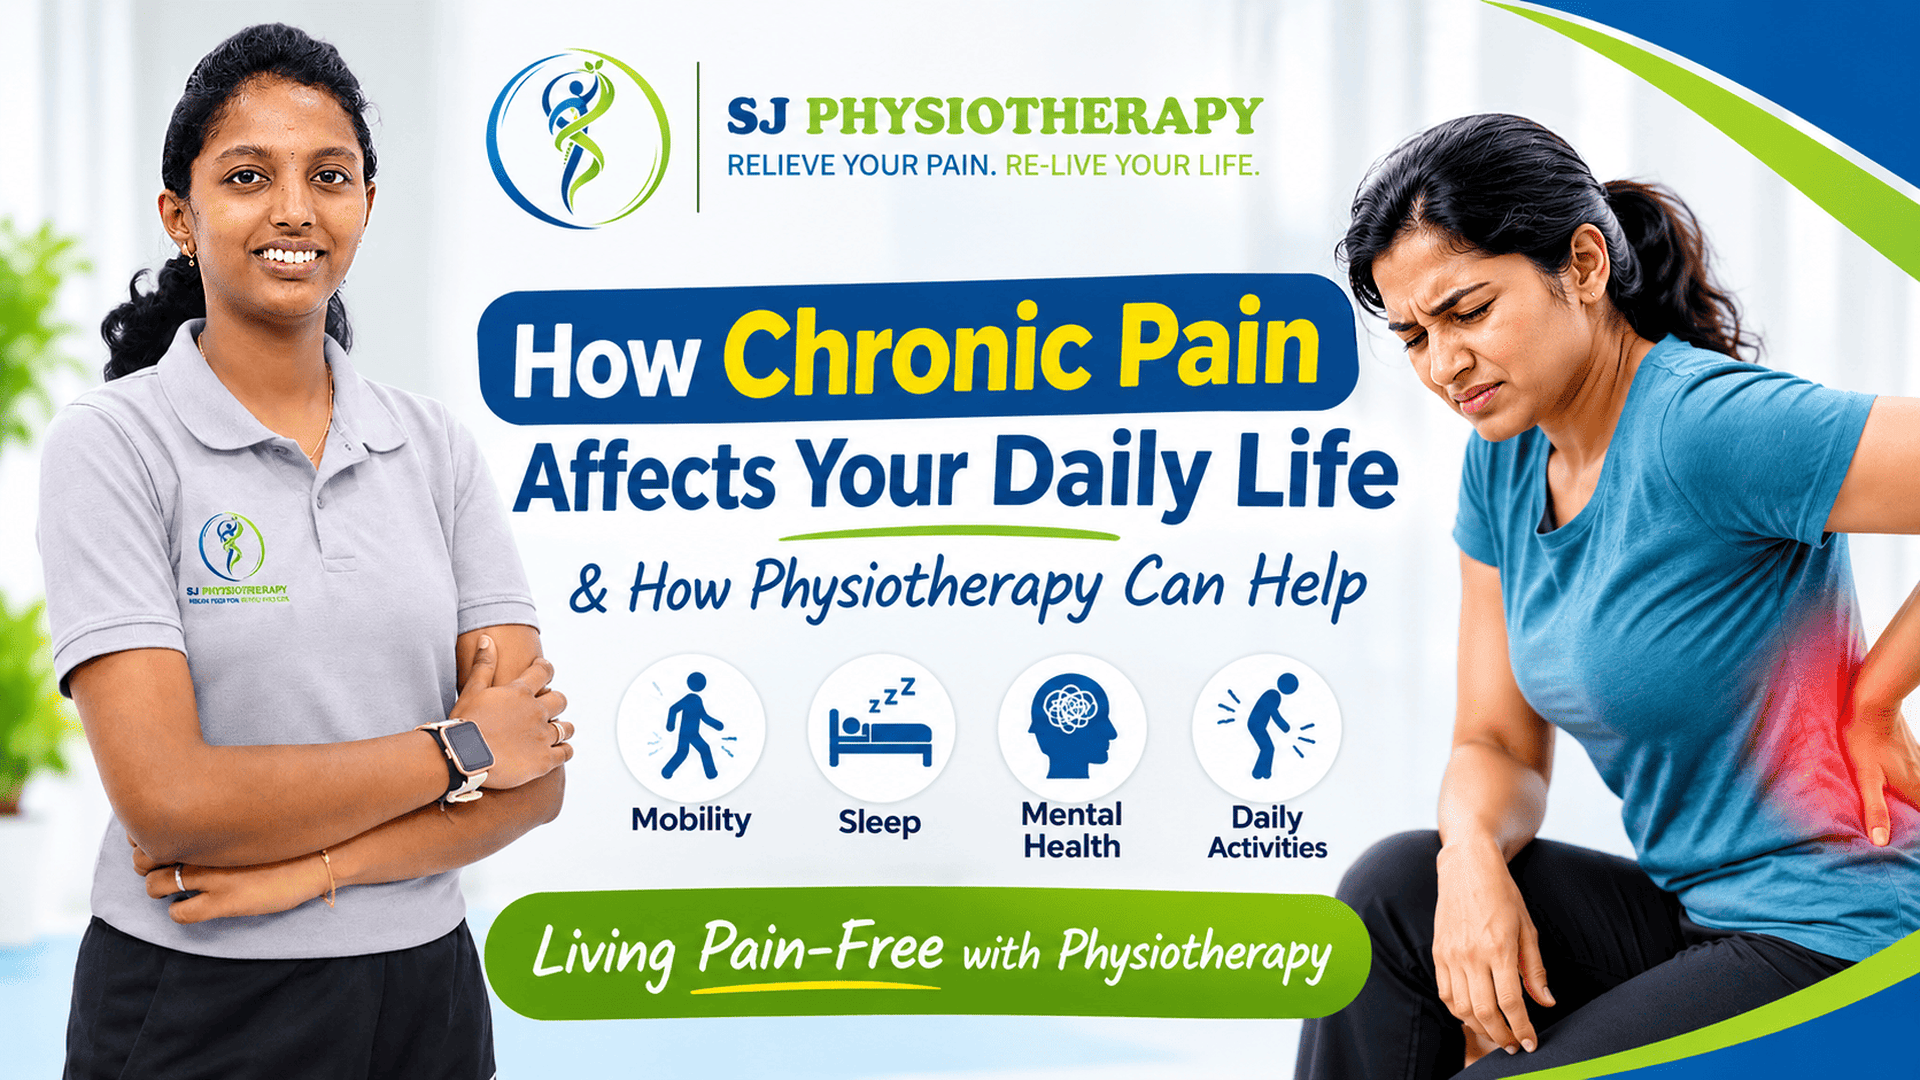 SJ PHYSIOTHERAPY
RELIEVE YOUR PAIN. RE-LIVE YOUR LIFE.
How Chronic Pain
Affects Your Daily Life
& How Physiotherapy Can Help
SJ PHYSIOTHERAPY
zzZ
Mobility
Sleep
Mental
Health
Daily
Activities
Living Pain-Free with Physiotherapy